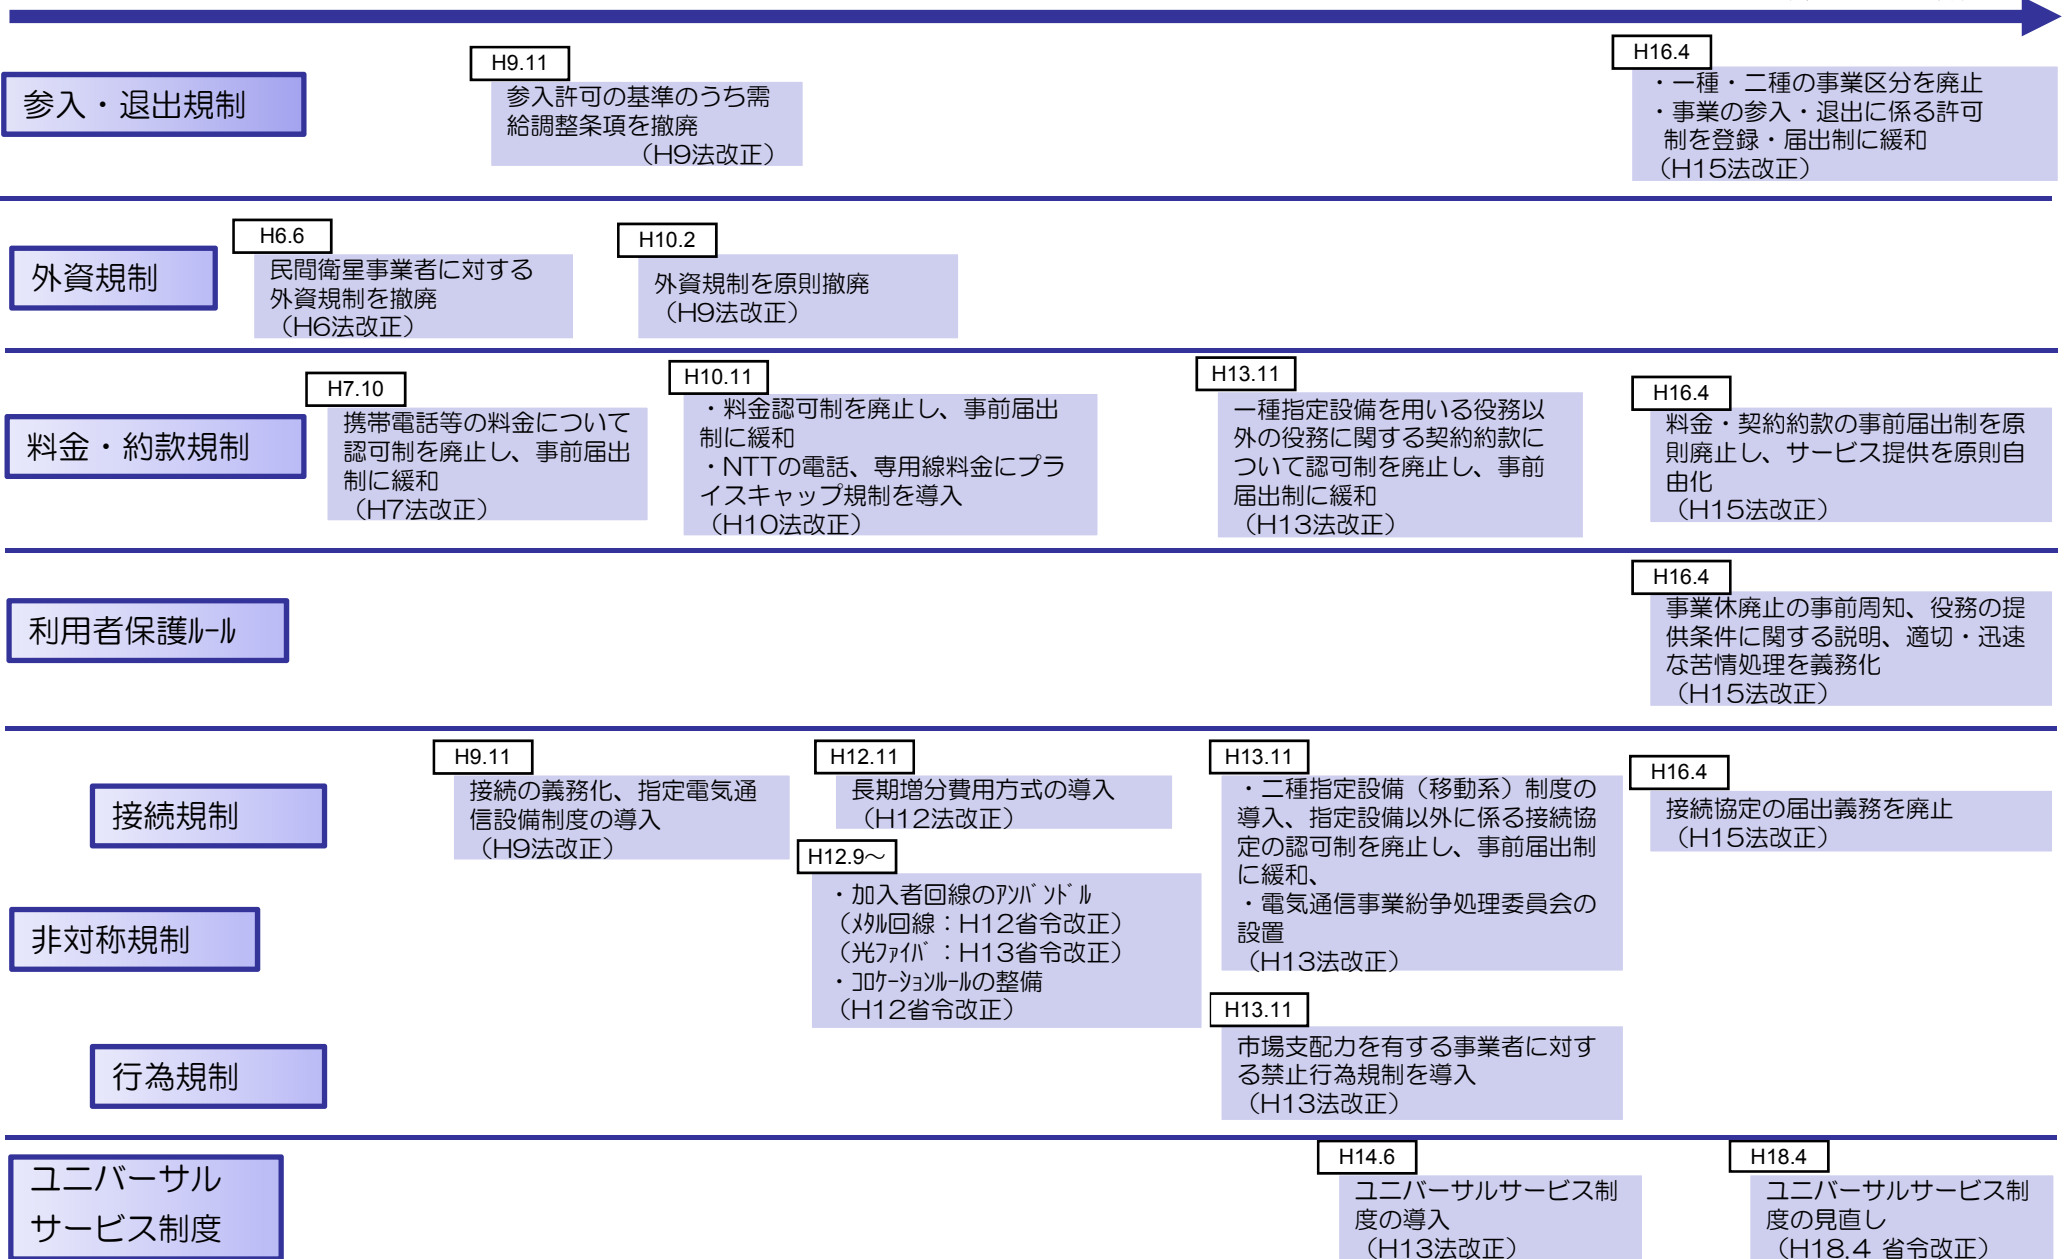 参入・退出規制
H9.11
参入許可の基準のうち需
給調整条項を撤廃
（H9法改正）
H16.4
・一種・二種の事業区分を廃止
・事業の参入・退出に係る許可
制を登録・届出制に緩和
（H15法改正）
外資規制
H6.6
民間衛星事業者に対する
外資規制を撤廃
（H6法改正）
H10.2
外資規制を原則撤廃
（H9法改正）
料金・約款規制
H7.10
携帯電話等の料金について
認可制を廃止し、事前届出
制に緩和
（H7法改正）
H10.11
・料金認可制を廃止し、事前届出
制に緩和
・NTTの電話、専用線料金にプラ
イスキャップ規制を導入
（H10法改正）
H13.11
一種指定設備を用いる役務以
外の役務に関する契約約款に
ついて認可制を廃止し、事前
届出制に緩和
（H13法改正）
H16.4
料金・契約約款の事前届出制を原
則廃止し、サービス提供を原則自
由化
（H15法改正）
利用者保護ﾙｰﾙ
H16.4
事業休廃止の事前周知、役務の提
供条件に関する説明、適切・迅速
な苦情処理を義務化
（H15法改正）
接続規制
H9.11
接続の義務化、指定電気通
信設備制度の導入
（H9法改正）
H12.11
長期増分費用方式の導入
（H12法改正）
H12.9～
・加入者回線のｱﾝﾊﾞﾝﾄﾞﾙ
（ﾒﾀﾙ回線：H12省令改正）
（光ﾌｧｲﾊﾞ：H13省令改正）
・ｺﾛｹｰｼｮﾝﾙｰﾙの整備
（H12省令改正）
H13.11
・二種指定設備（移動系）制度の
導入、指定設備以外に係る接続協
定の認可制を廃止し、事前届出制
に緩和、
・電気通信事業紛争処理委員会の
設置
（H13法改正）
H16.4
接続協定の届出義務を廃止
（H15法改正）
非対称規制
行為規制
H13.11
市場支配力を有する事業者に対す
る禁止行為規制を導入
（H13法改正）
ユニバーサル
サービス制度
H14.6
ユニバーサルサービス制
度の導入
（H13法改正）
H18.4
ユニバーサルサービス制
度の見直し
（H18.4 省令改正）